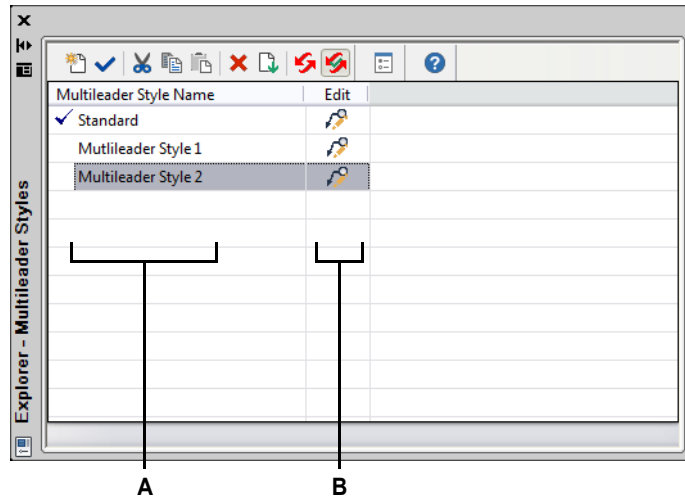 Multileader Style Name Edit
Standard
Mutlileader Style 1
Multileader Style 2
Explorer - Multileader Styles
A B